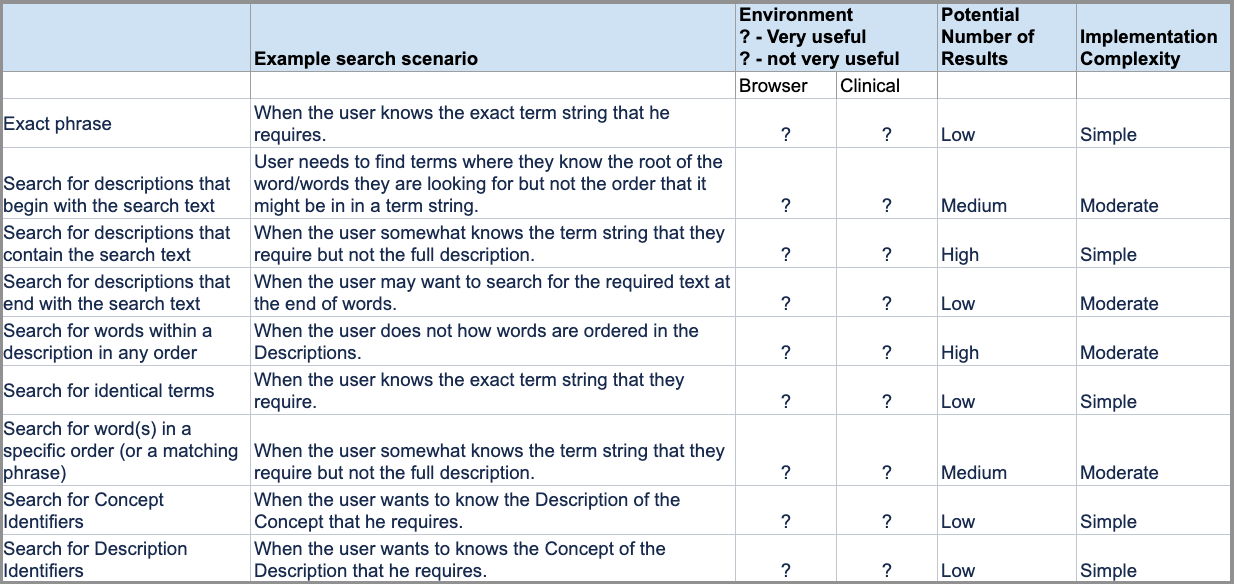 Example search scenario
Environment
? - Very useful
? - not very useful
Potential
Number of
Results
Implementation
Complexity
Browser
Clinical
Exact phrase
When the user knows the exact term string that he
requires.
?
?
Low
Simple
Search for descriptions that
begin with the search text
User needs to find terms where they know the root of the
word/words they are looking for but not the order that it
might be in in a term string.
?
?
Medium
Moderate
Search for descriptions that
contain the search text
When the user somewhat knows the term string that they
require but not the full description.
?
?
High
Simple
Search for descriptions that
end with the search text
When the user may want to search for the required text at
the end of words.
?
?
Low
Moderate
Search for words within a
description in any order
When the user does not how words are ordered in the
Descriptions.
?
?
High
Moderate
Search for identical terms
When the user knows the exact term string that they
require.
?
?
Low
Simple
Search for word(s) in a
specific order (or a matching
phrase)
When the user somewhat knows the term string that they
require but not the full description.
?
?
Medium
Moderate
Search for Concept
Identifiers
When the user wants to know the Description of the
Concept that he requires.
?
?
Low
Simple
Search for Description
Identifiers
When the user wants to knows the Concept of the
Description that he requires.
?
?
Low
Simple